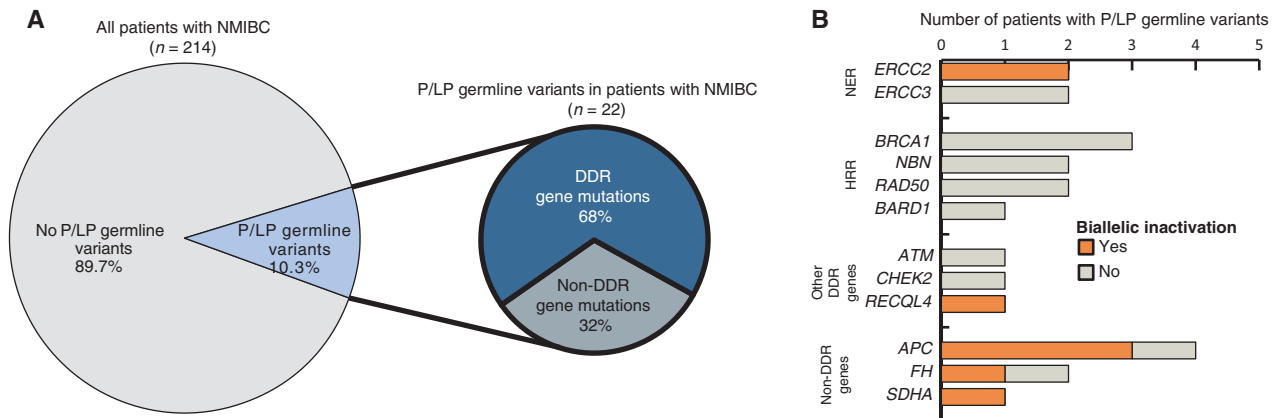 A
All patients with NMIBC
(n = 214)
No P/LP germline
variants
89.7%
P/LP germline
variants
10.3%
P/LP germline variants in patients with NMIBC
(n = 22)
DDR
gene mutations
68%
Non-DDR
gene mutations
32%
B
Number of patients with P/LP germline variants
0 1 2 3 4 5
NER
ERCC2
ERCC3
HRR
BRCA1
NBN
RAD50
BARD1
Other
DDR
genes
ATM
CHEK2
RECQL4
Non-DDR
genes
APC
FH
SDHA
Biallelic inactivation
Yes
No